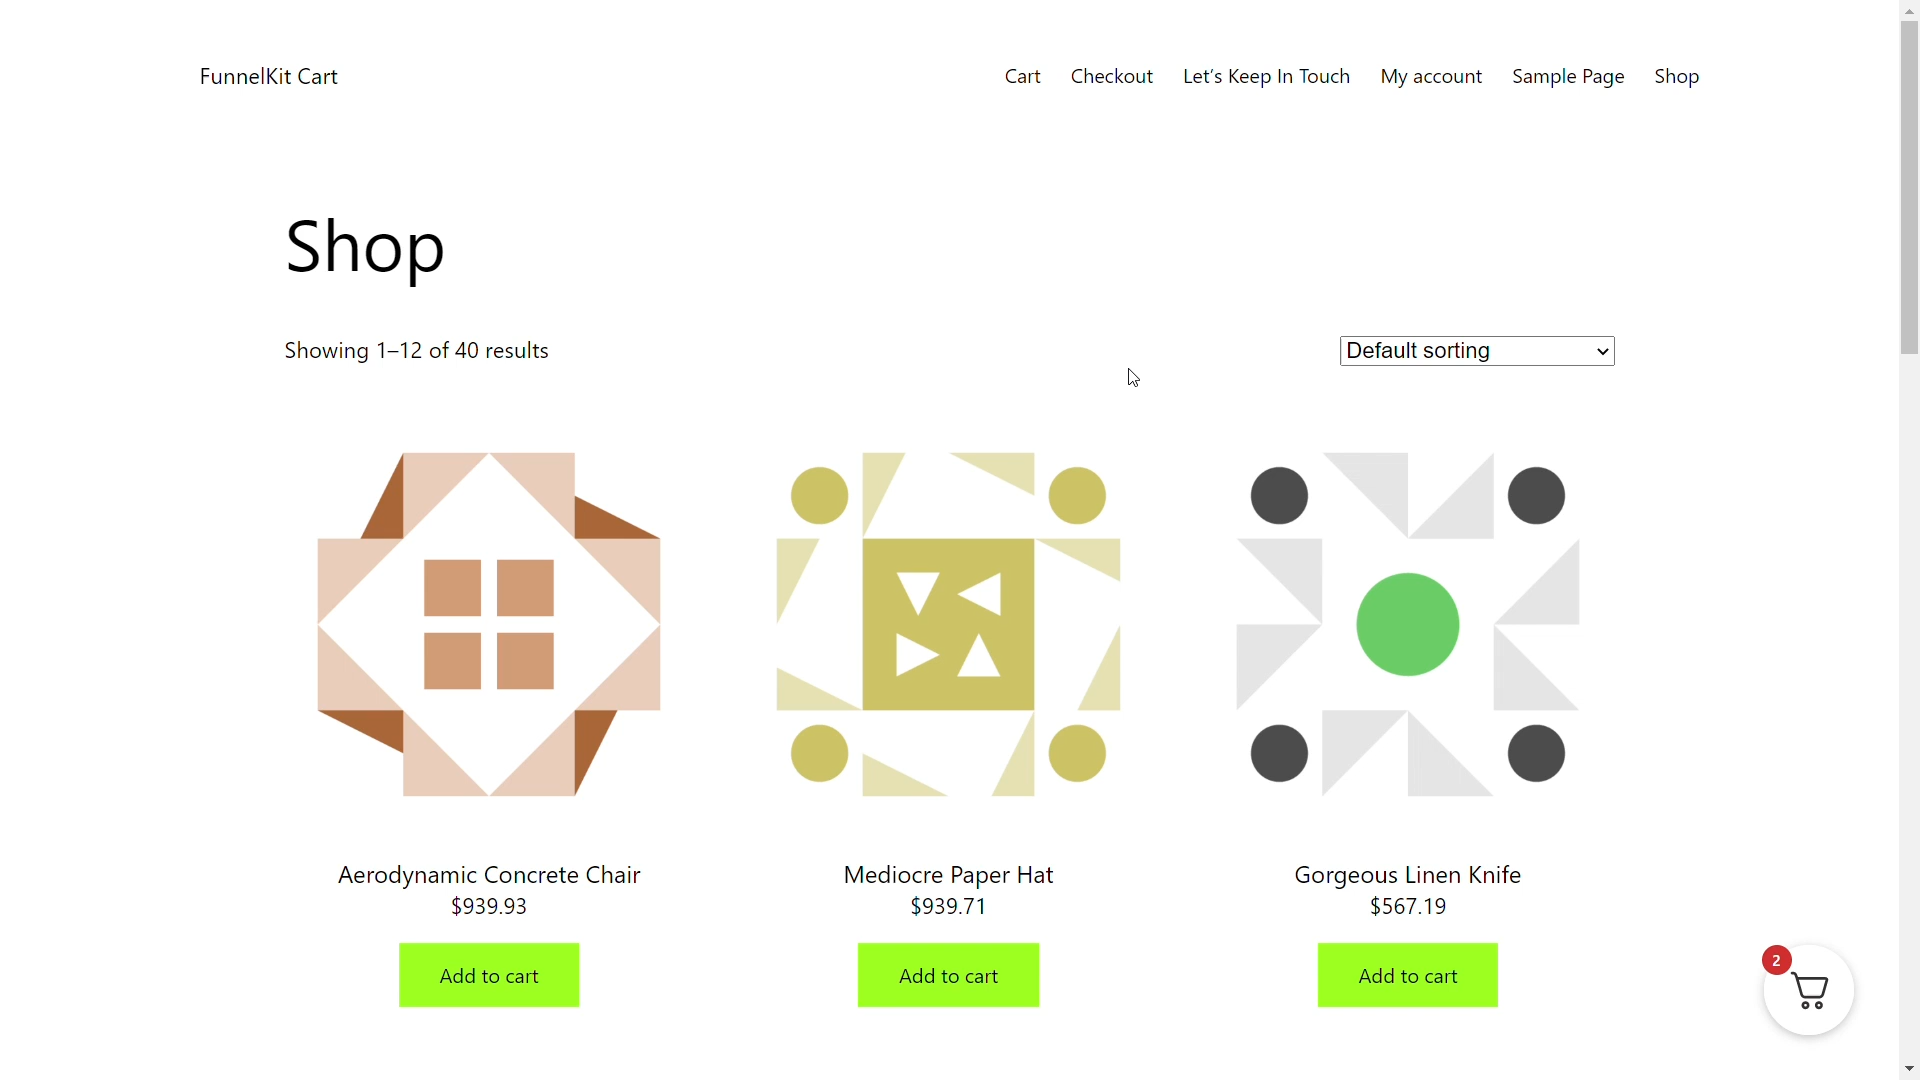 FunnelKit Cart
Cart Checkout Let's Keep In Touch My account Sample Page Shop
Shop
Showing 1–12 of 40 results
Default sorting
Aerodynamic Concrete Chair
$939.93
Add to cart
Mediocre Paper Hat
$939.71
Add to cart
Gorgeous Linen Knife
$567.19
Add to cart
2